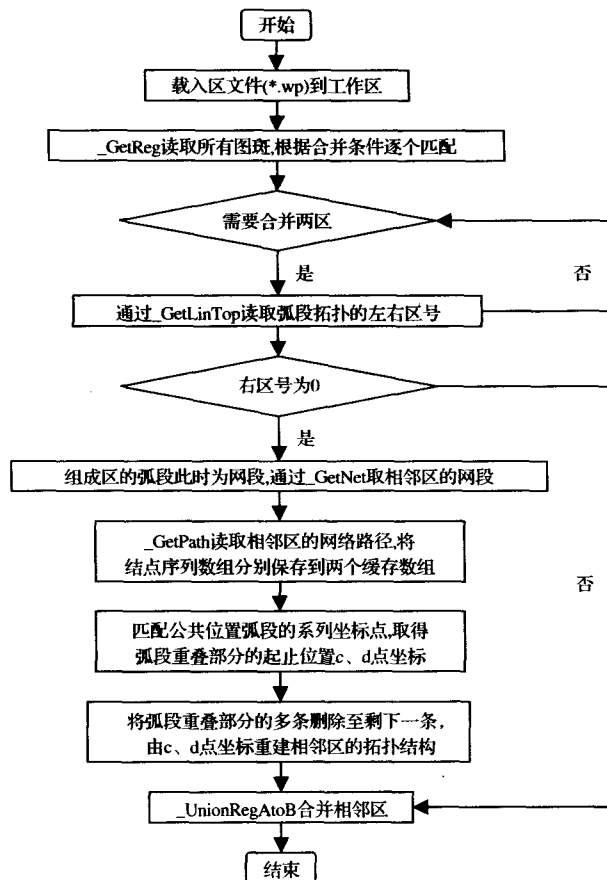 开始
载入区文件(*.wp)到工作区
_GetReg读取所有图斑,根据合并条件逐个匹配
需要合并两区
是
否
通过_GetLinTop读取弧段拓扑的左右区号
右区号为0
是
组成区的弧段此时为网段,通过_GetNet取相邻区的网段
_GetPath读取相邻区的网络路径,将
结点序列数组分别保存到两个缓存数组
否
匹配公共位置弧段的系列坐标点,取得
弧段重叠部分的起止位置c、d点坐标
将弧段重叠部分的多条删除至剩下一条，
由c、d点坐标重建相邻区的拓扑结构
_UnionRegAtoB合并相邻区
结束